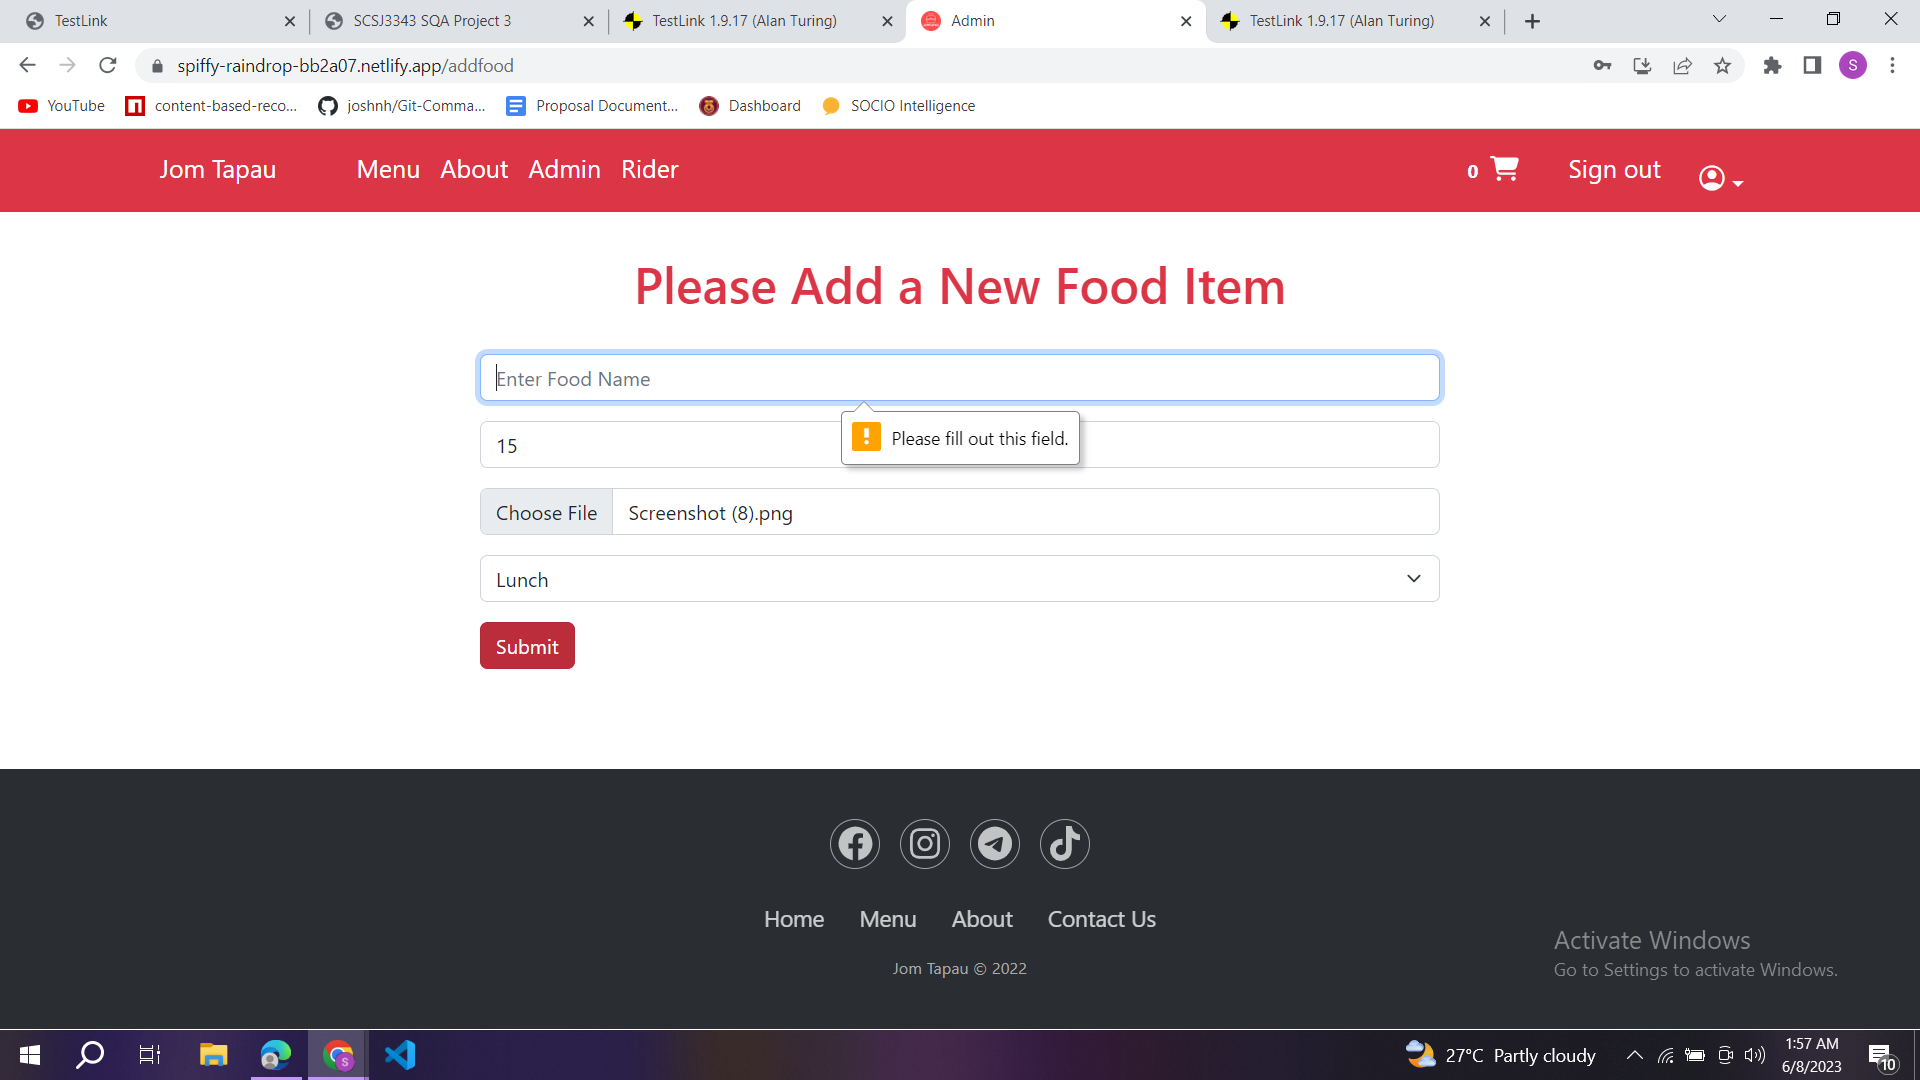 TestLink
SCSJ3343 SQA Project 3
TestLink 1.9.17 (Alan Turing)
Admin
TestLink 1.9.17 (Alan Turing)
spiffy-raindrop-bb2a07.netlify.app/addfood
S
YouTube
content-based-reco...
joshnh/Git-Comma...
Proposal Document...
Dashboard
SOCIO Intelligence
Jom Tapau
Menu
About
Admin
Rider
0
Sign out
Please Add a New Food Item
Enter Food Name
Please fill out this field.
15
Choose File
Screenshot (8).png
Lunch
Submit
Home
Menu
About
Contact Us
Jom Tapau © 2022
Activate Windows
Go to Settings to activate Windows.
S
27°C Partly cloudy
1:57 AM
6/8/2023
10